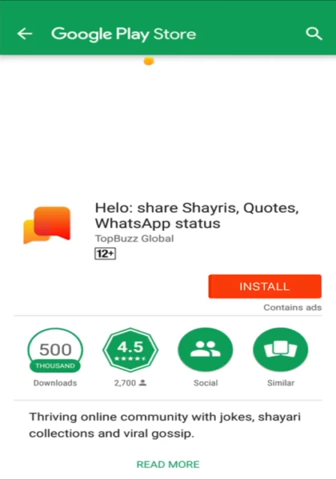 Google Play Store
Helo: share Shayris, Quotes,
WhatsApp status
TopBuzz Global
12+
INSTALL
Contains ads
500
THOUSAND
Downloads
4.5
2,700
Social
Similar
Thriving online community with jokes, shayari
collections and viral gossip.
READ MORE